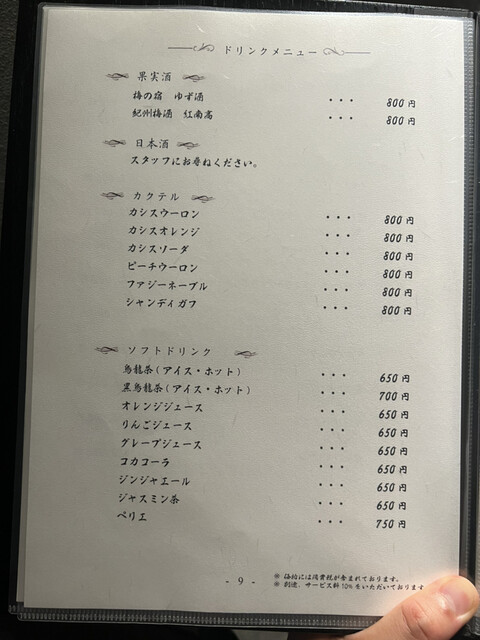 ドリンクメニュー
果実酒
梅の宿 ゆず酒 ・・・ 800円
紀州梅酒 紅南高 ・・・ 800円
日本酒
スタッフにお尋ねください。
カクテル
カシスウーロン ・・・ 800円
カシスオレンジ ・・・ 800円
カシスソーダ ・・・ 800円
ピーチウーロン ・・・ 800円
ファジーネーブル ・・・ 800円
シャンディガフ ・・・ 800円
ソフトドリンク
烏龍茶(アイス・ホット) ・・・ 650円
黒烏龍茶(アイス・ホット) ・・・ 700円
オレンジジュース ・・・ 650円
りんごジュース ・・・ 650円
グレープジュース ・・・ 650円
コカコーラ ・・・ 650円
ジンジャエール ・・・ 650円
ジャスミン茶 ・・・ 650円
ペリエ ・・・ 750円
※ 価格には消費税が含まれております。
- 9 - ※ 別途、サービス料10%をいただいております